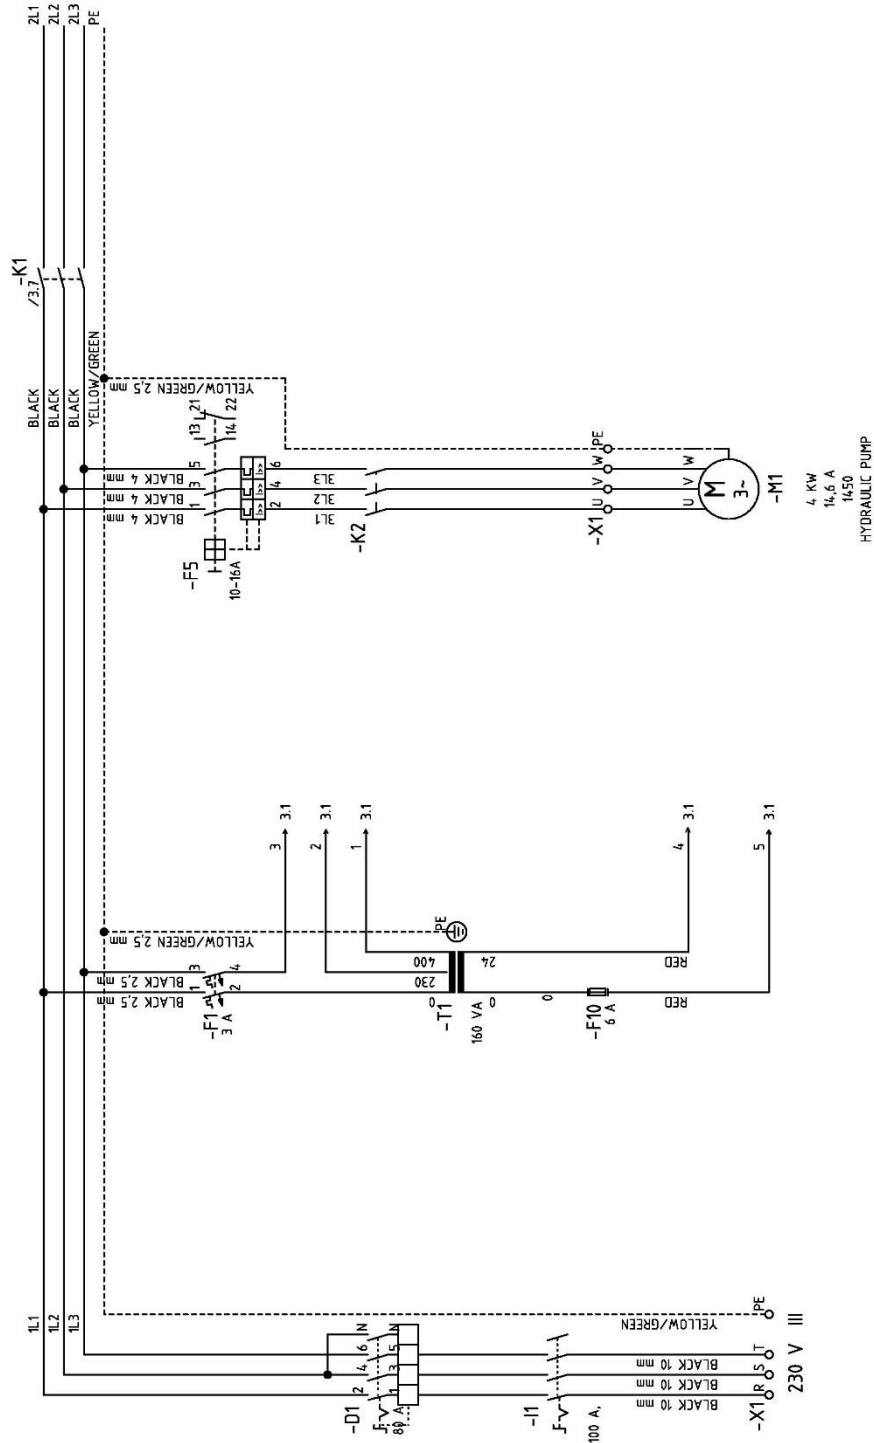 2L1
2L2
2L3
PE
-K1
/3.7
BLACK
BLACK
BLACK
YELLOW/GREEN
YELLOW/GREEN 2,5 mm
BLACK 4 mm
BLACK 4 mm
BLACK 4 mm
1
3
5
13
14
21
22
-F5
10-16A
2
4
6
3L1
3L2
3L3
-K2
-X1
U
V
W
PE
U
V
W
M
3~
-M1
4 KW
14,6 A
1450
HYDRAULIC PUMP
YELLOW/GREEN 2,5 mm
BLACK 2,5 mm
BLACK 2,5 mm
1
3
2
4
-F1
3 A
3
3.1
2
3.1
1
3.1
4
3.1
5
3.1
PE
0
230
400
-T1
160 VA
0
24
0
-F10
6 A
RED
RED
1L1
1L2
1L3
-D1
80 A
2
4
6
N
1
3
5
N
-I1
100 A,
BLACK 10 mm
BLACK 10 mm
BLACK 10 mm
YELLOW/GREEN
-X1
R
S
T
PE
230 V III